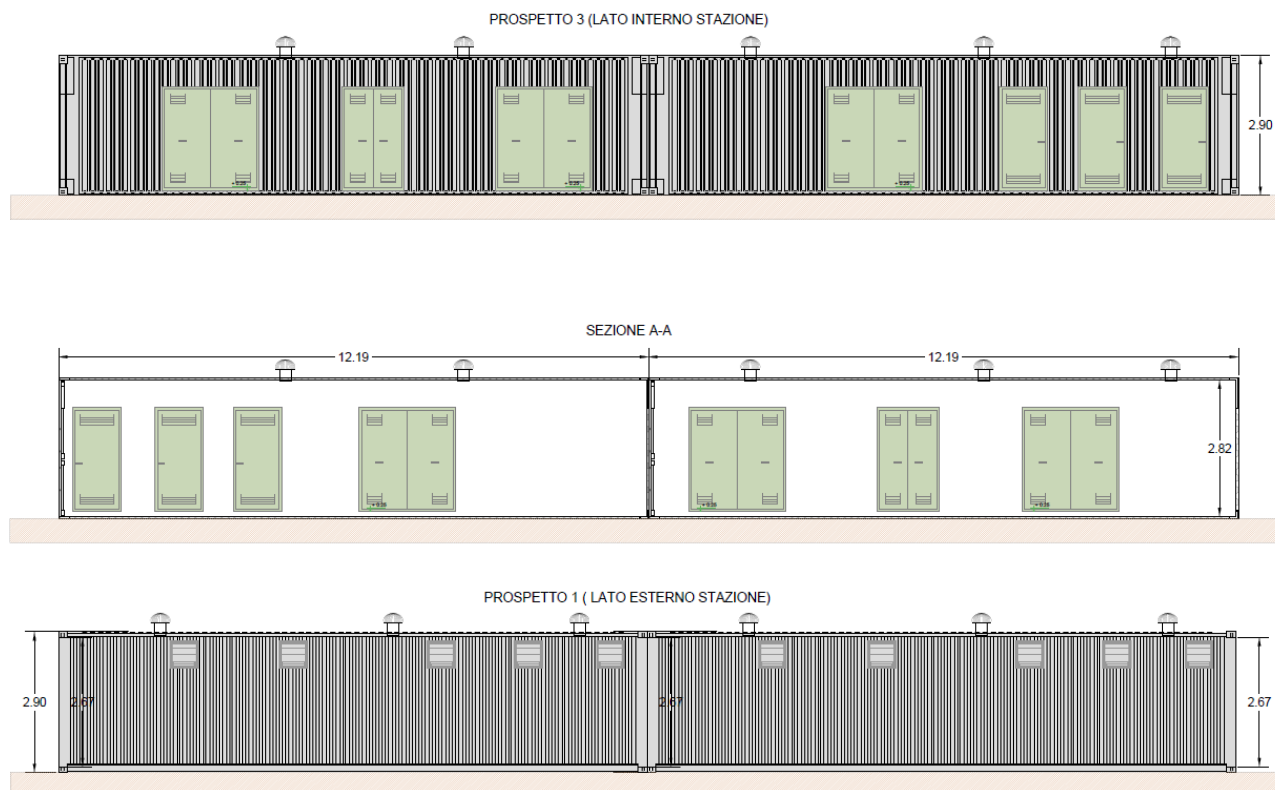 PROSPETTO 3 (LATO INTERNO STAZIONE)
2.90
SEZIONE A-A
12.19
12.19
2.82
PROSPETTO 1 ( LATO ESTERNO STAZIONE)
2.90
2.67
2.67
2.67